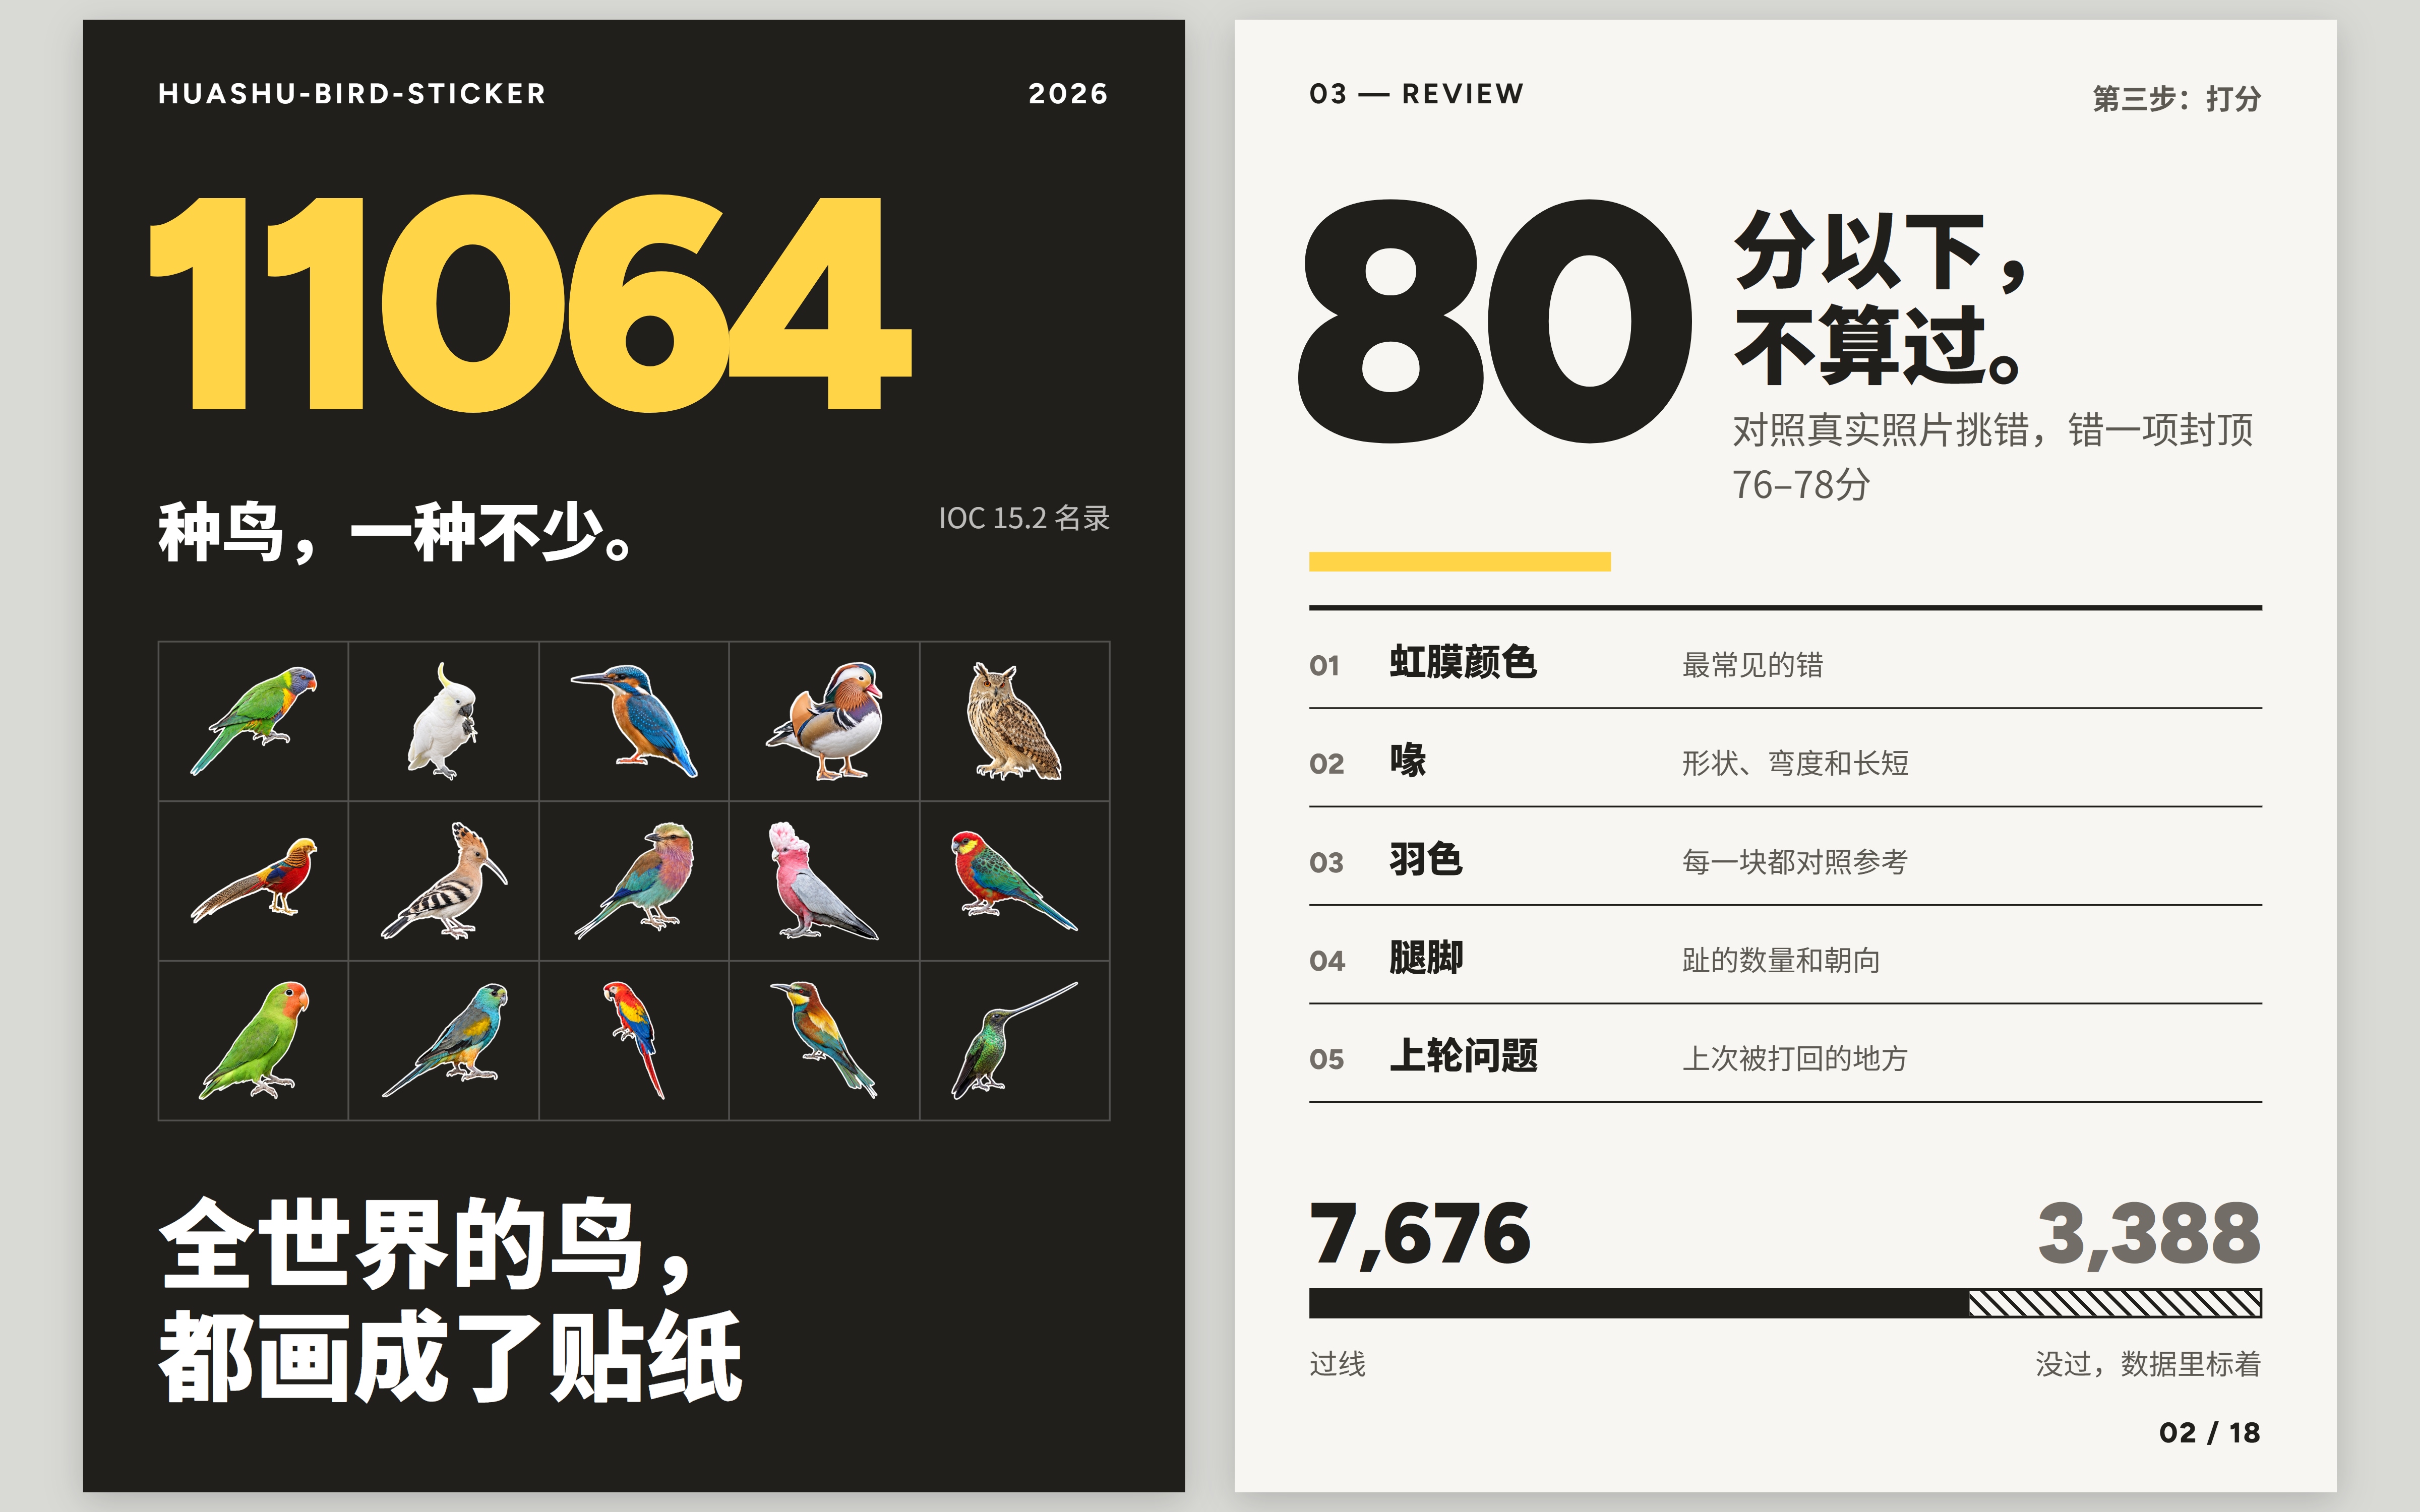 HUASHU-BIRD-STICKER
2026
11064
种鸟，一种不少。
IOC 15.2 名录
全世界的鸟，
都画成了贴纸
03 — REVIEW
第三步：打分
80
分以下，
不算过。
对照真实照片挑错，错一项封顶
76–78分
01 虹膜颜色 最常见的错
02 喙 形状、弯度和长短
03 羽色 每一块都对照参考
04 腿脚 趾的数量和朝向
05 上轮问题 上次被打回的地方
7,676
3,388
过线
没过，数据里标着
02 / 18